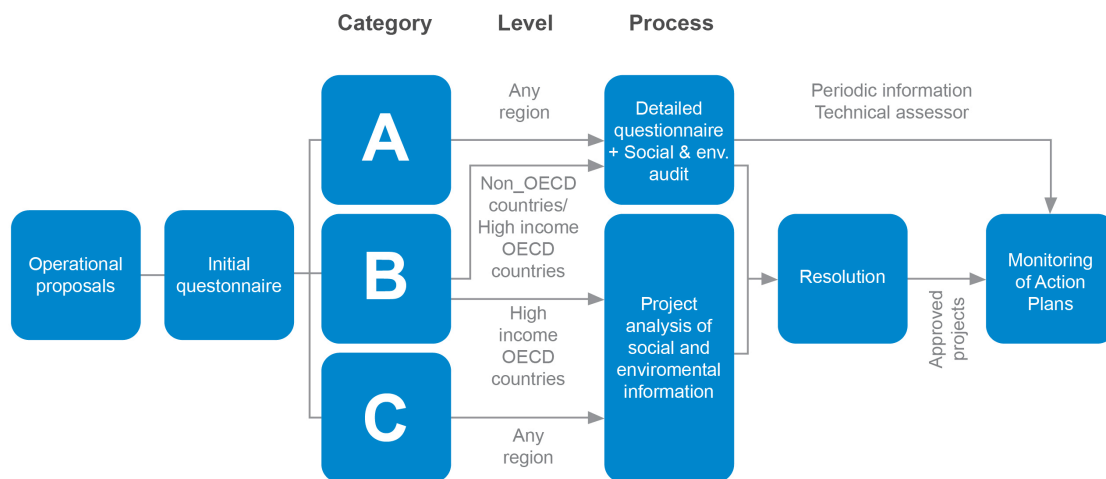 Category
Level
Process
Operational
proposals
Initial
questonnaire
A
B
C
Any
region
Non_OECD
countries/
High income
OECD
countries
High
income
OECD
countries
Any
region
Detailed
questionnaire
+ Social & env.
audit
Project
analysis of
social and
enviromental
information
Periodic information
Technical assessor
Resolution
Approved
projects
Monitoring
of Action
Plans